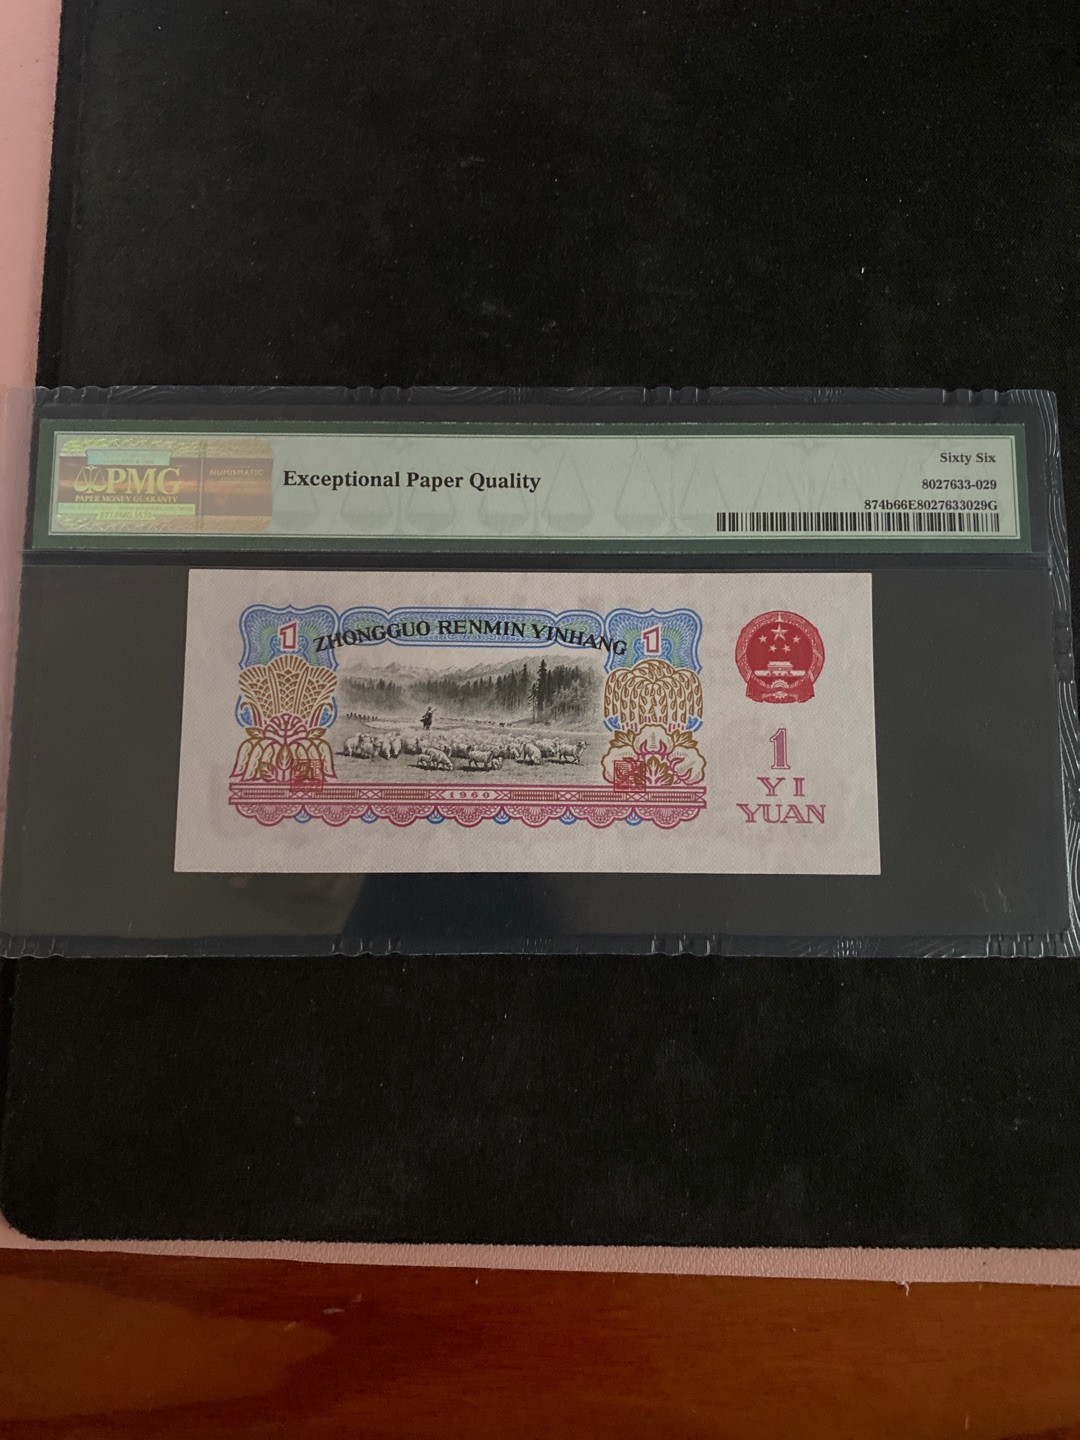 PMG
PAPER MONEY GUARANTY
NUMISMATIC
Exceptional Paper Quality
Sixty Six
8027633-029
874b66E8027633029G
1 ZHONGGUO RENMIN YINHANG 1
1960
1
YI
YUAN